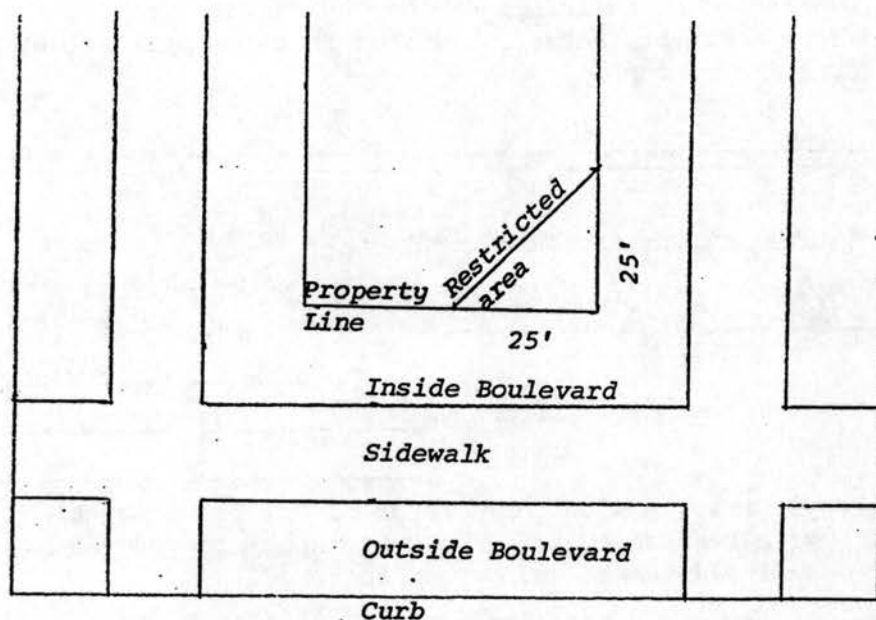 Restricted
area
25'
Property
Line
25'
Inside Boulevard
Sidewalk
Outside Boulevard
Curb